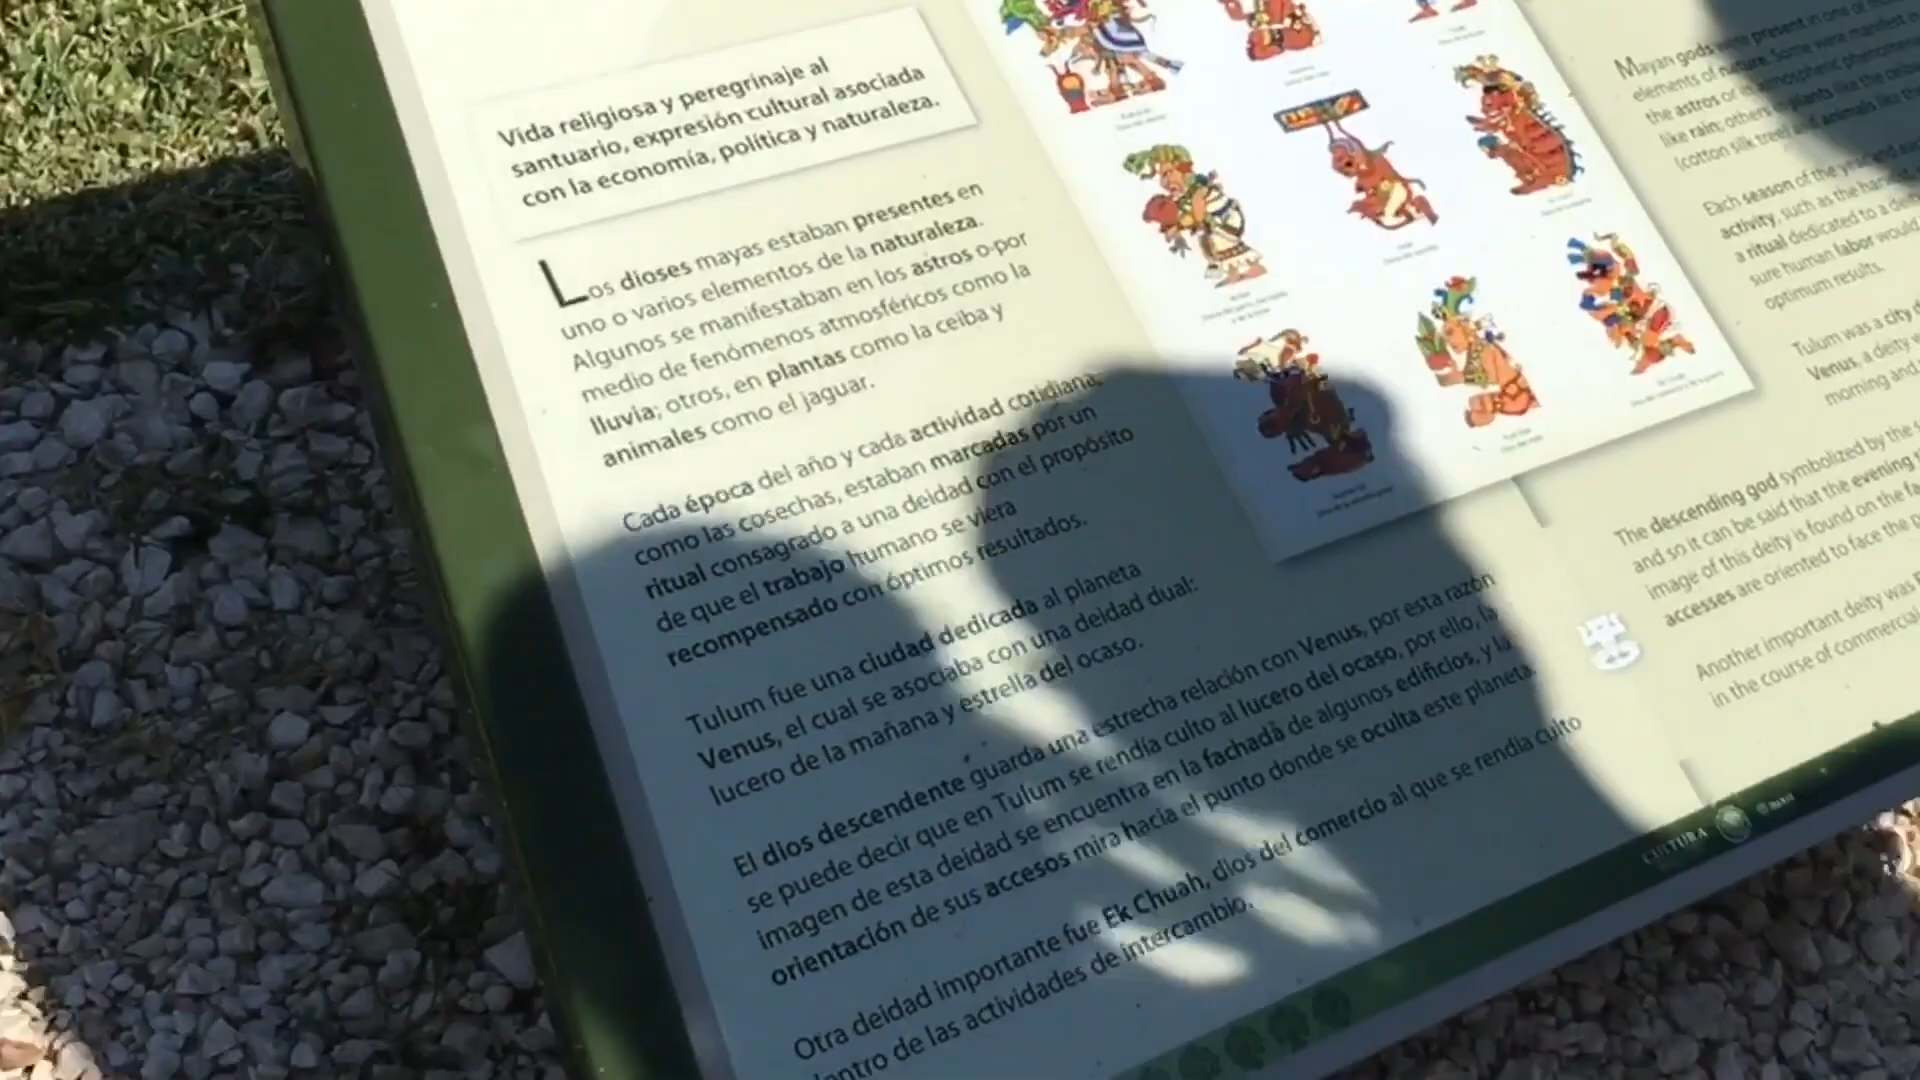 Vida religiosa y peregrinaje al
santuario, expresión cultural asociada
con la economía, política y naturaleza.
Los dioses mayas estaban presentes en
uno o varios elementos de la naturaleza.
Algunos se manifestaban en los astros o por
medio de fenómenos atmosféricos como la
lluvia; otros, en plantas como la ceiba y
animales como el jaguar.
Cada época del año y cada actividad cotidiana,
como las cosechas, estaban marcadas por un
ritual consagrado a una deidad con el propósito
de que el trabajo humano se viera
recompensado con óptimos resultados.
Tulum fue una ciudad dedicada al planeta
Venus, el cual se asociaba con una deidad dual:
lucero de la mañana y estrella del ocaso.
El dios descendente guarda una estrecha relación con Venus, por esta razón
se puede decir que en Tulum se rendía culto al lucero del ocaso, por ello, la
imagen de esta deidad se encuentra en la fachada de algunos edificios, y la
orientación de sus accesos mira hacia el punto donde se oculta este planeta.
Otra deidad importante fue Ek Chuah, dios del comercio al que se rendía culto
dentro de las actividades de intercambio.
Mayan gods were present in one or
elements of nature. Some were manifest in
the astros or atmospheric phenomena
like rain; others plants like the
(cotton silk tree) and animals like the
Each season of the year and
activity, such as the
a ritual dedicated to a
sure human labor would
optimum results.
Tulum was a city
Venus, a deity
morning and
The descending god symbolized by the
and so it can be said that the evening
image of this deity is found on the
accesses are oriented to face the
Another important deity was
in the course of commercial
CULTURA